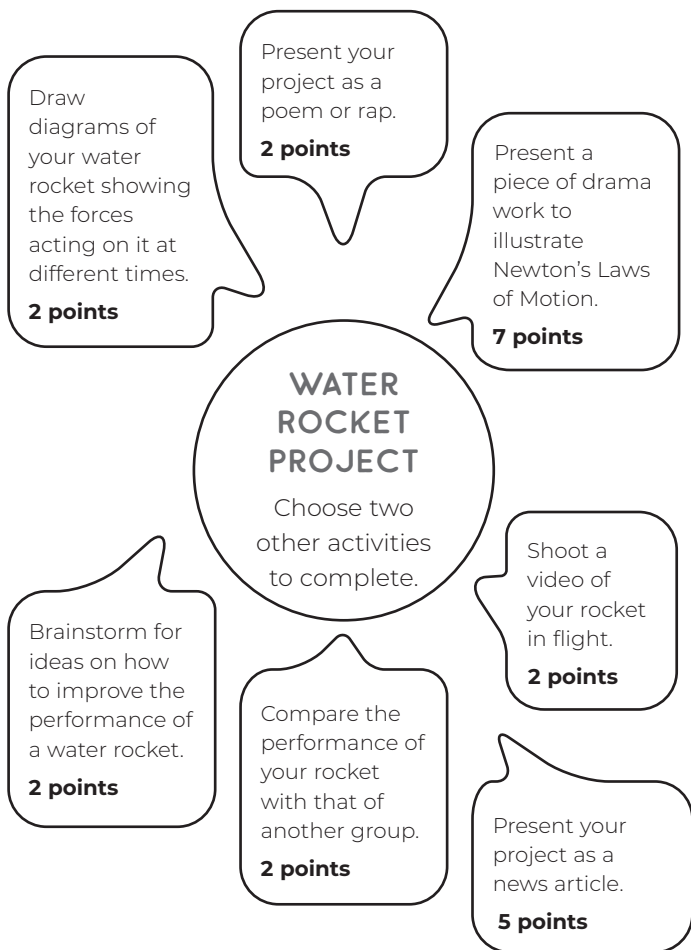 Present your
project as a
poem or rap.
2 points
Draw
diagrams of
your water
rocket showing
the forces
acting on it at
different times.
2 points
Present a
piece of drama
work to
illustrate
Newton’s Laws
of Motion.
7 points
WATER
ROCKET
PROJECT
Choose two
other activities
to complete.
Shoot a
video of
your rocket
in flight.
2 points
Brainstorm for
ideas on how
to improve the
performance of
a water rocket.
2 points
Compare the
performance of
your rocket
with that of
another group.
2 points
Present your
project as a
news article.
5 points